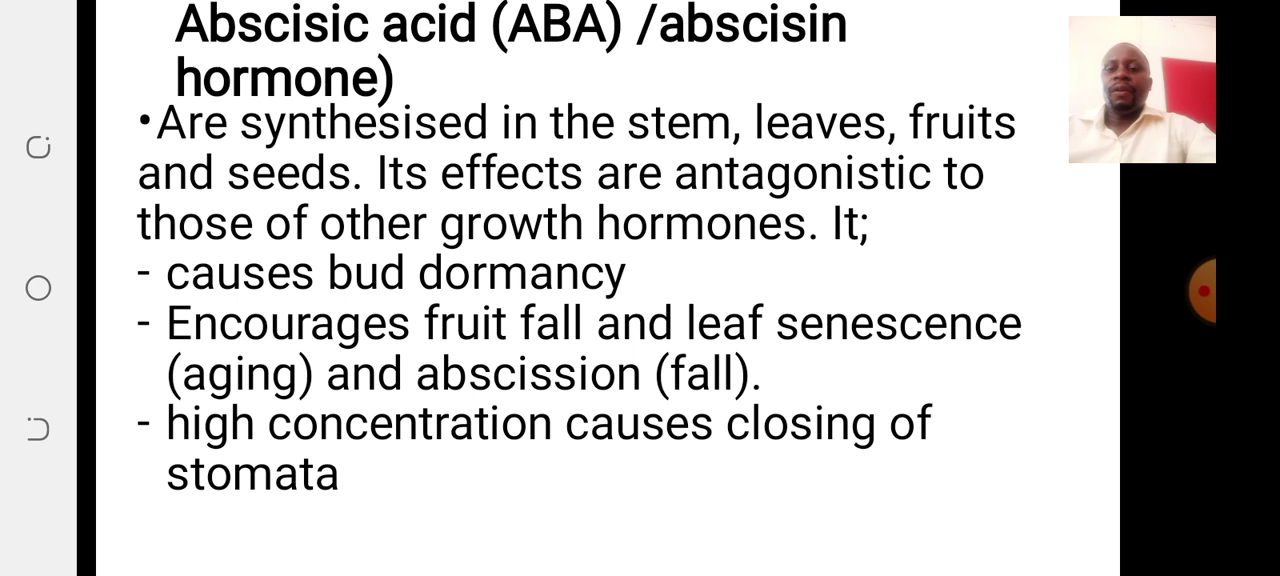 Abscisic acid (ABA) /abscisin
hormone)
•Are synthesised in the stem, leaves, fruits
and seeds. Its effects are antagonistic to
those of other growth hormones. It;
- causes bud dormancy
- Encourages fruit fall and leaf senescence
(aging) and abscission (fall).
- high concentration causes closing of
stomata